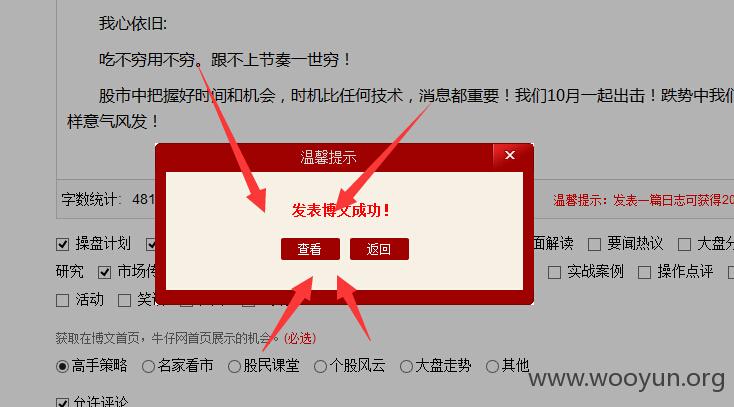 我心依旧:
吃不穷用不穷。跟不上节奏一世穷！
股市中把握好时间和机会，时机比任何技术，消息都重要！我们10月一起出击！跌势中我们
样意气风发！
温馨提示
发表博文成功！
查看 返回
字数统计: 481 温馨提示：发表一篇日志可获得20
操盘计划 面解读 要闻热议 大盘分
研究 市场传 实战案例 操作点评
活动 笑
获取在博文首页，牛仔网首页展示的机会。(必选)
高手策略 名家看市 股民课堂 个股风云 大盘走势 其他
允许评论
www.wooyun.org